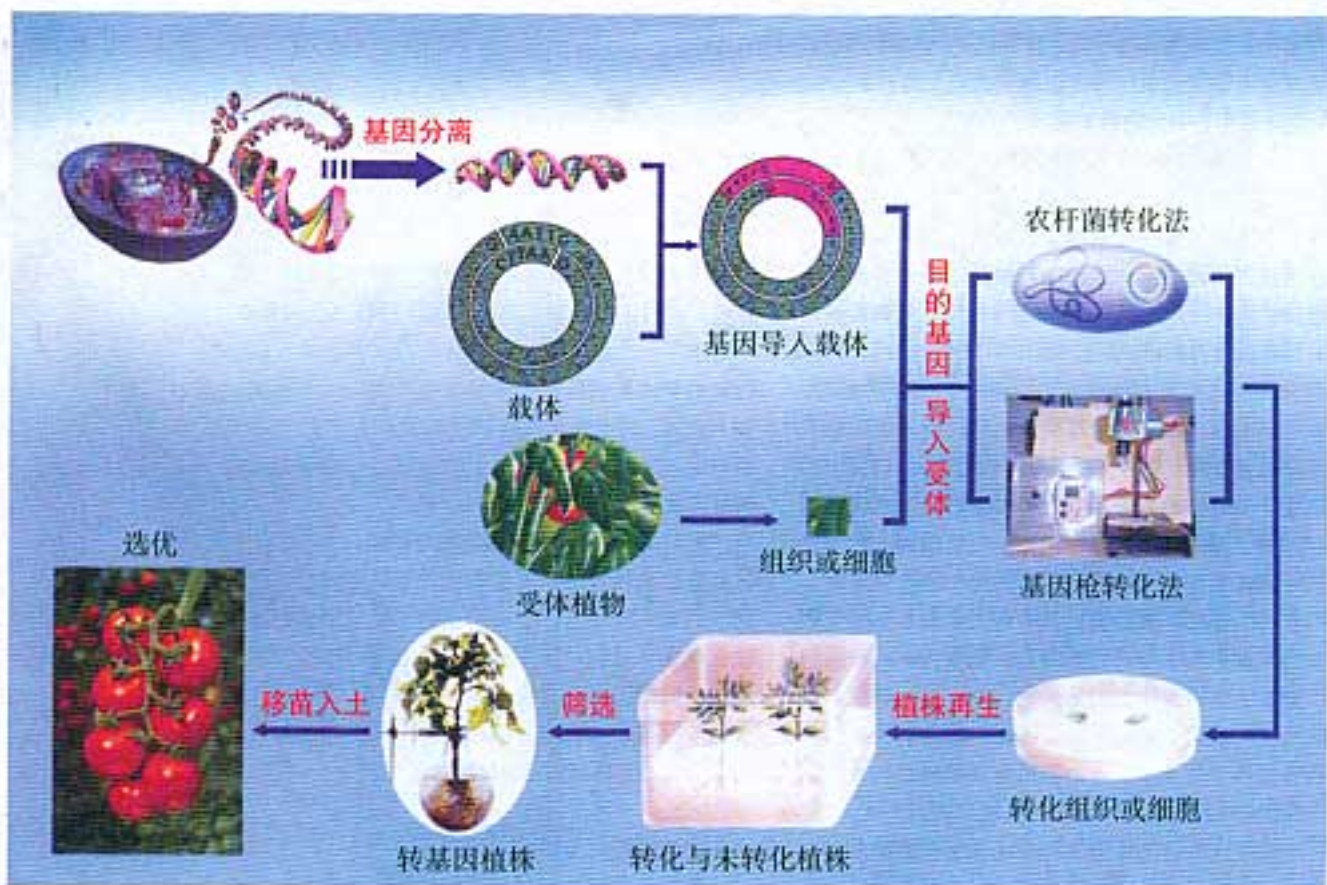 基因分离
农杆菌转化法
目的基因
导入受体
基因导入载体
载体
组织或细胞
受体植物
基因枪转化法
选优
移苗入土
筛选
植株再生
转基因植株
转化与未转化植株
转化组织或细胞